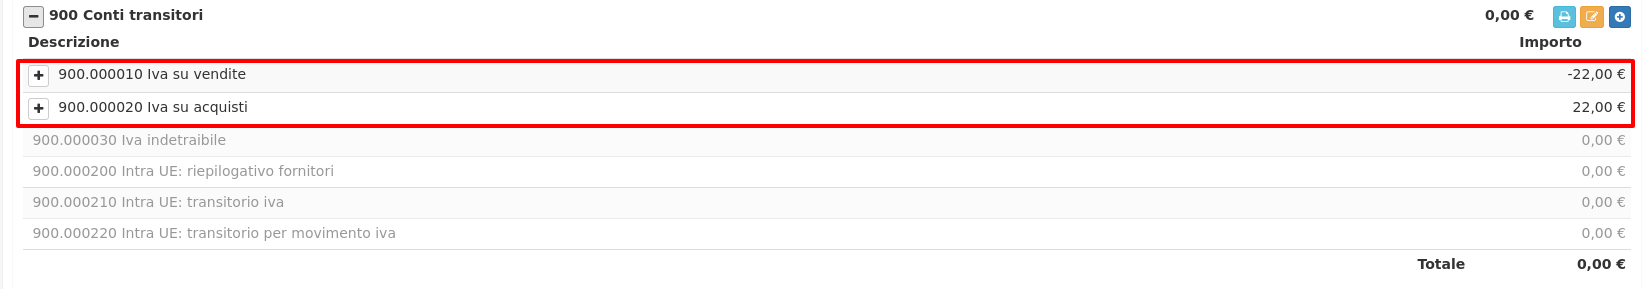 900 Conti transitori 0,00 €
Descrizione Importo
900.000010 Iva su vendite -22,00 €
900.000020 Iva su acquisti 22,00 €
900.000030 Iva indetraibile 0,00 €
900.000200 Intra UE: riepilogativo fornitori 0,00 €
900.000210 Intra UE: transitorio iva 0,00 €
900.000220 Intra UE: transitorio per movimento iva 0,00 €
Totale 0,00 €